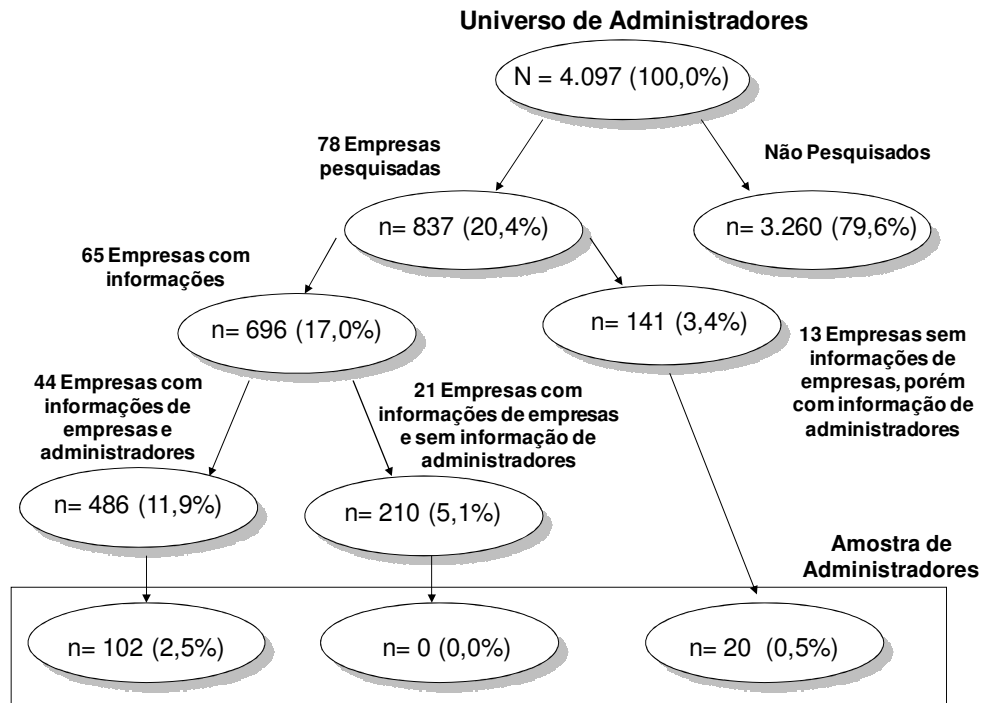 Universo de Administradores
N = 4.097 (100,0%)
78 Empresas
pesquisadas
Não Pesquisados
n= 837 (20,4%)
n= 3.260 (79,6%)
65 Empresas com
informações
n= 696 (17,0%)
n= 141 (3,4%)
13 Empresas sem
informações de
empresas, porém
com informação de
administradores
44 Empresas com
informações de
empresas e
administradores
21 Empresas com
informações de empresas
e sem informação de
administradores
n= 486 (11,9%)
n= 210 (5,1%)
Amostra de
Administradores
n= 102 (2,5%)
n= 0 (0,0%)
n= 20 (0,5%)